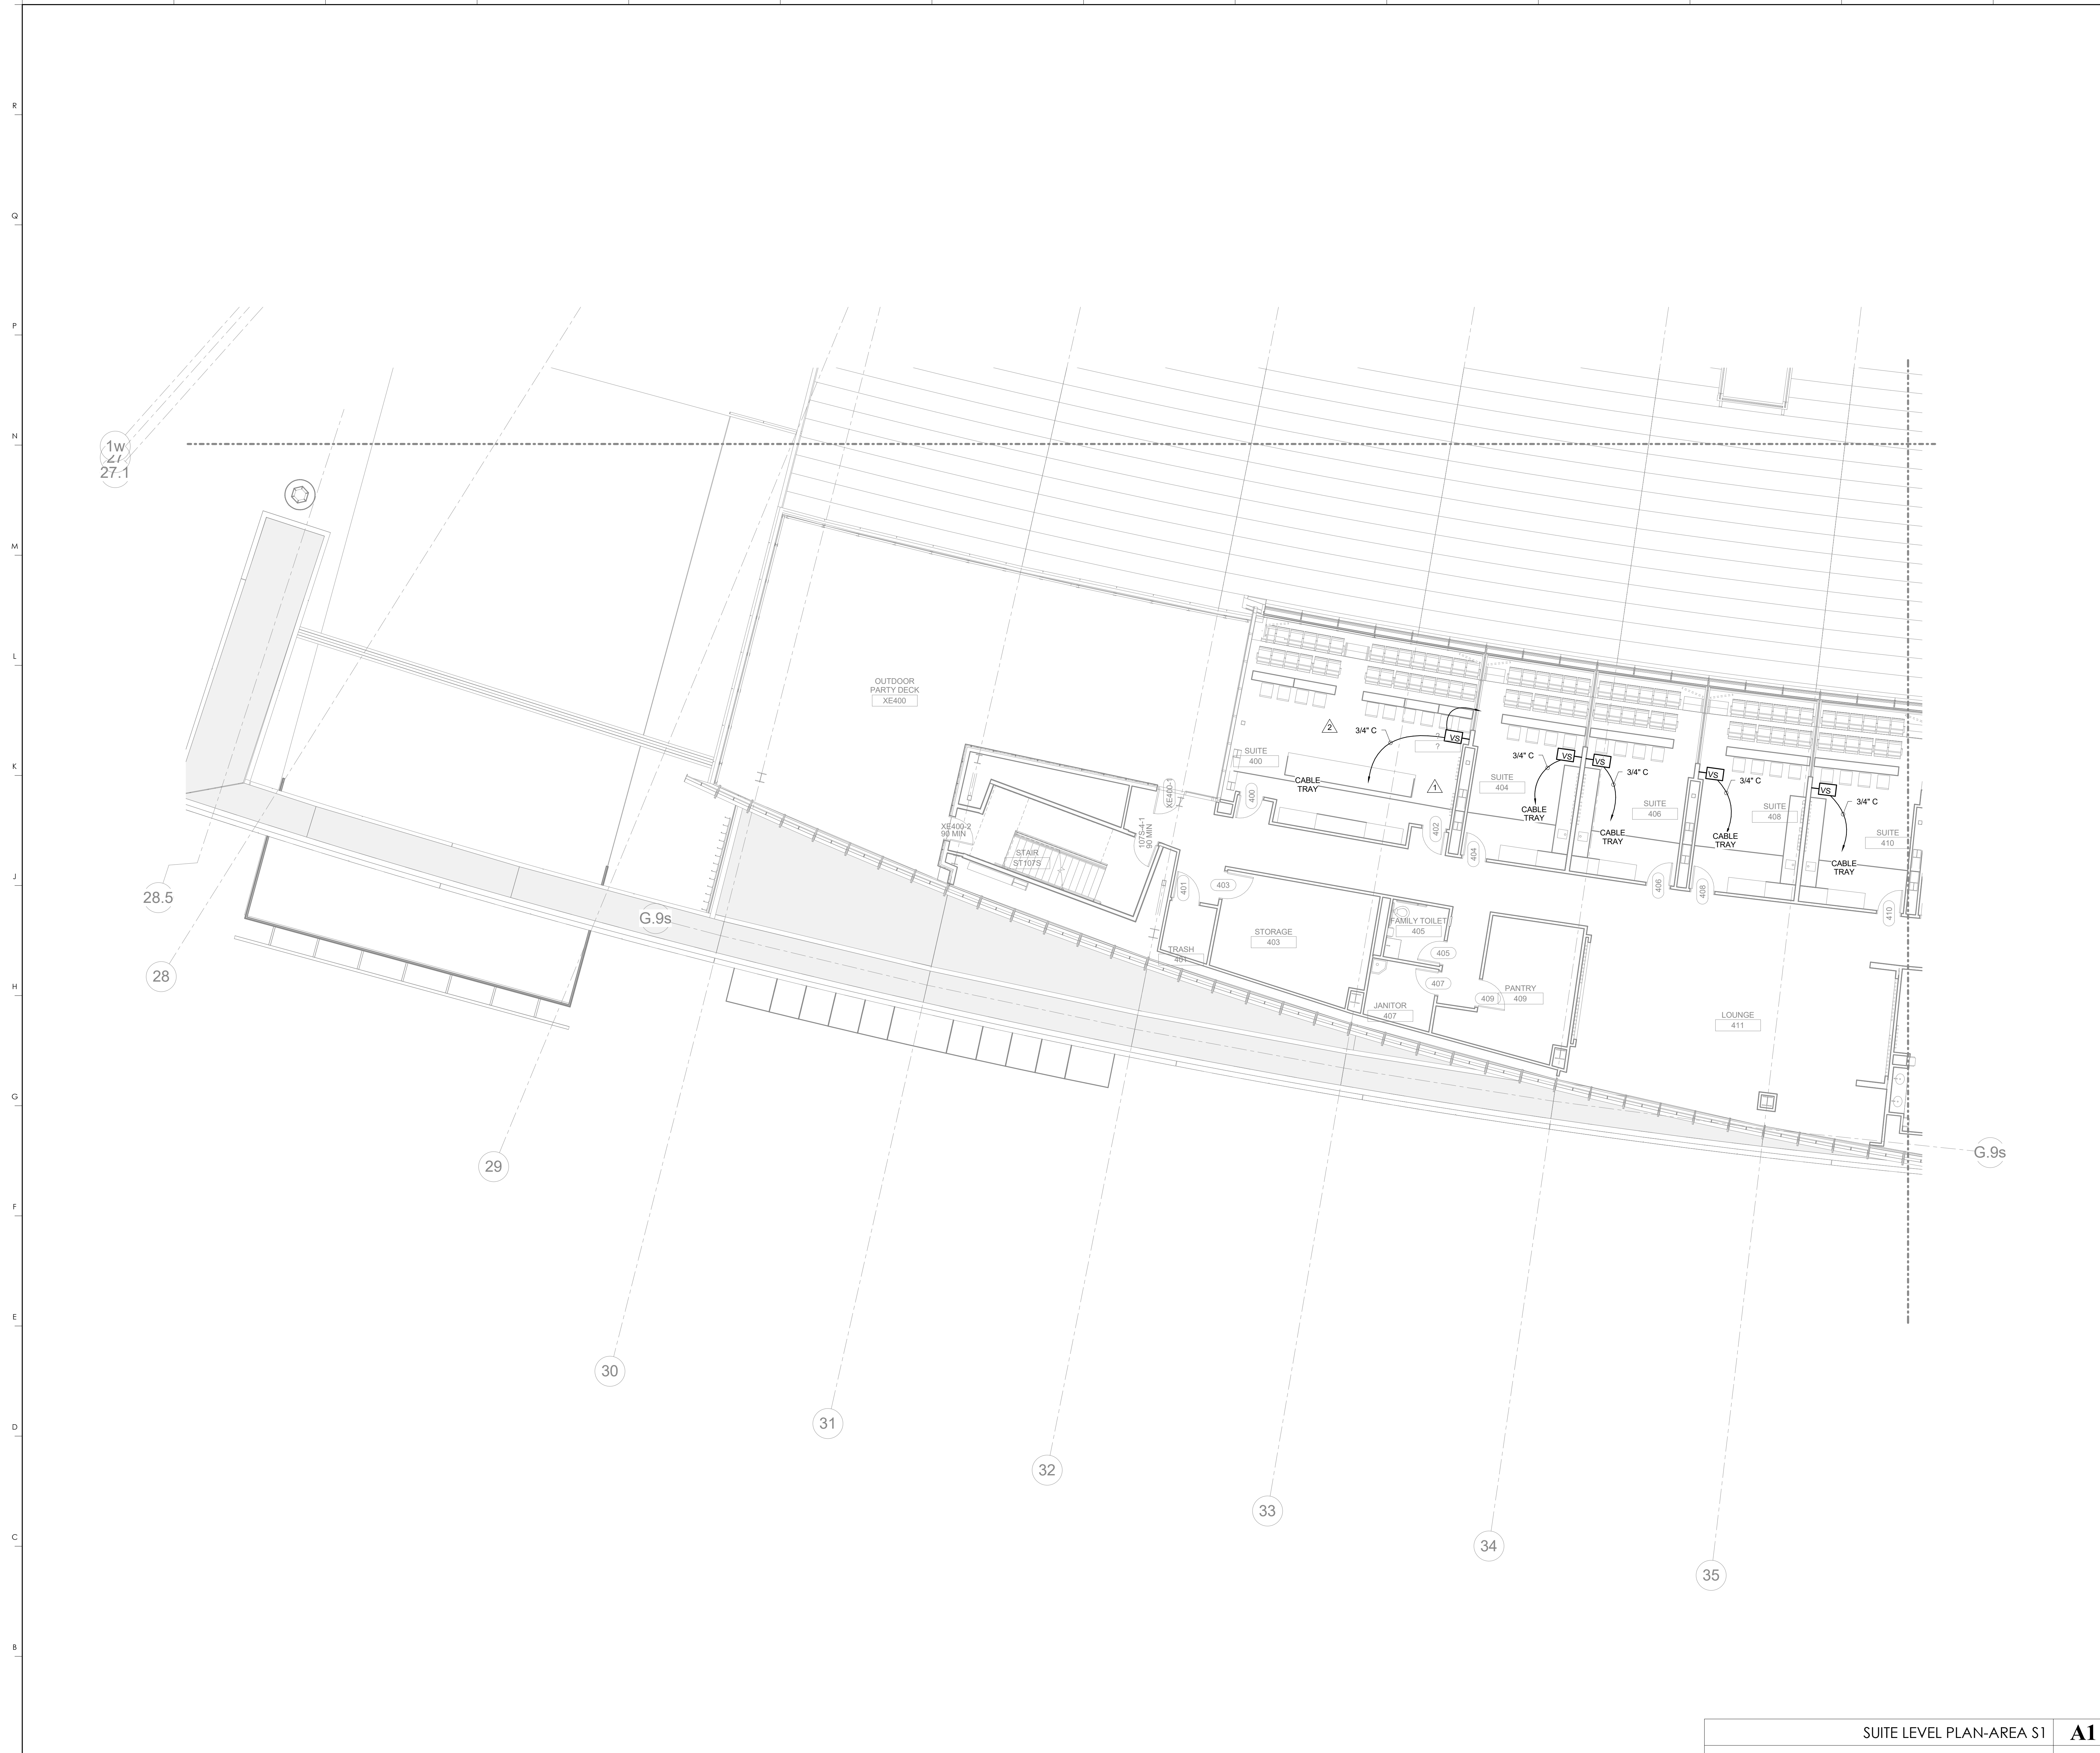 R
Q
P
N
M
L
K
J
H
G
F
E
D
C
B
1w
27
27.1
28.5
28
29
30
31
32
33
34
35
G.9s
G.9s
OUTDOOR
PARTY DECK
XE400
XE400-2
90 MIN
STAIR
ST107S
107S-4-1
90 MIN
XE400-1
SUITE
400
400
CABLE
TRAY
2
3/4" C
?
?
VS
1
402
404
SUITE
404
3/4" C
VS
CABLE
TRAY
VS
3/4" C
CABLE
TRAY
SUITE
406
406
VS
3/4" C
CABLE
TRAY
SUITE
408
408
VS
3/4" C
CABLE
TRAY
SUITE
410
410
401
403
TRASH
401
STORAGE
403
FAMILY TOILET
405
405
407
JANITOR
407
409
PANTRY
409
LOUNGE
411
SUITE LEVEL PLAN-AREA S1
A1